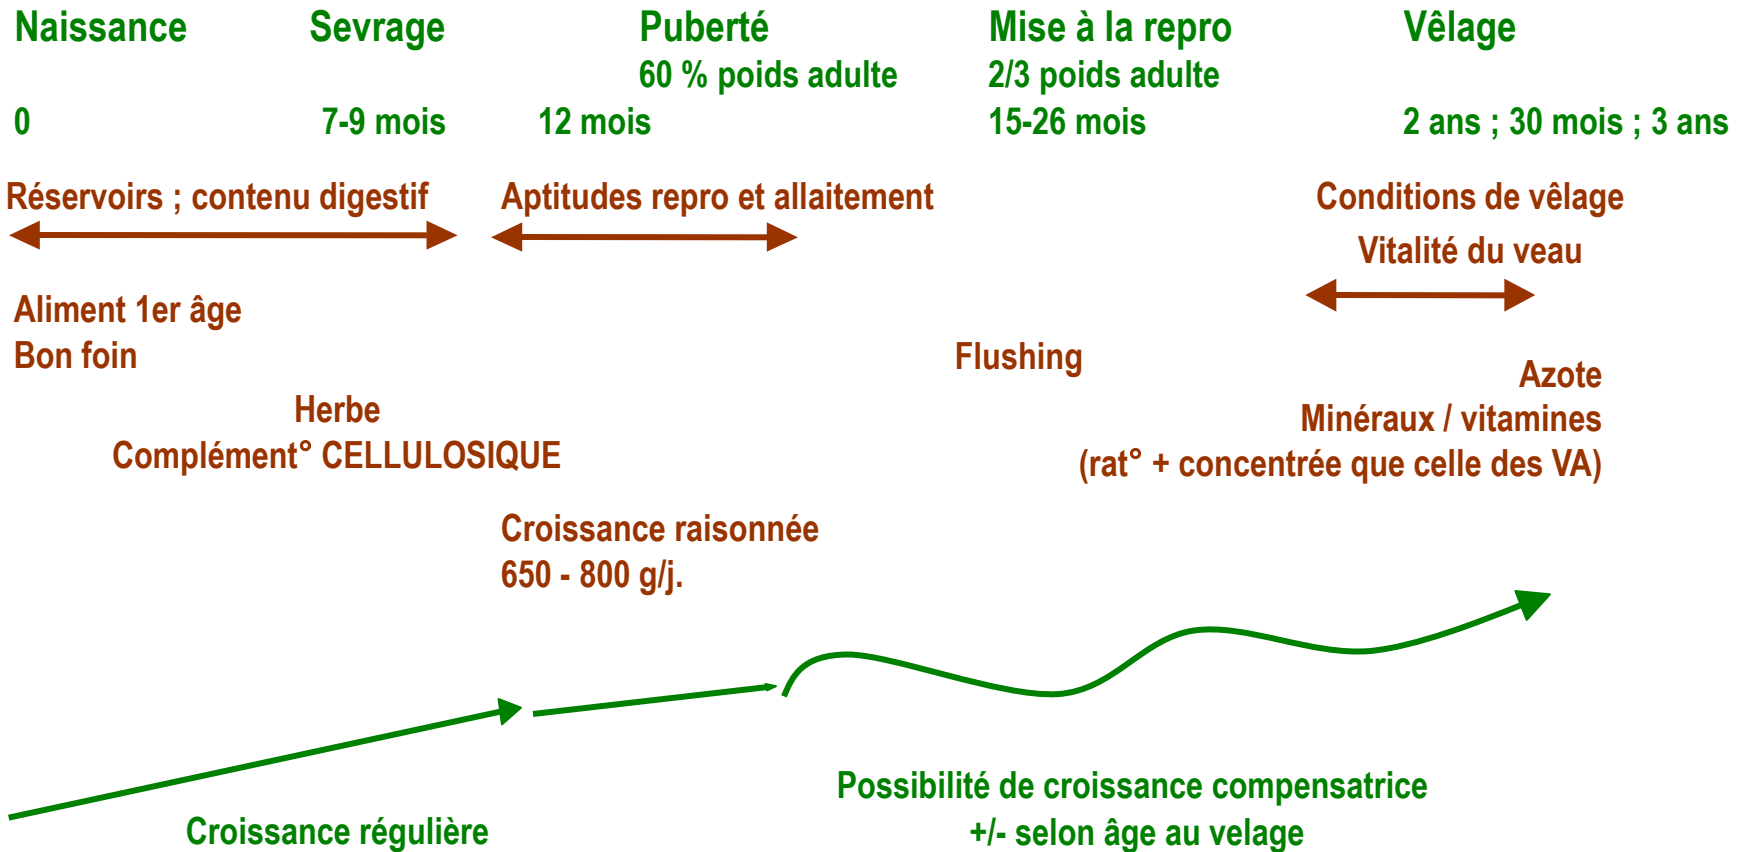 Naissance
Sevrage
Puberté
Mise à la repro
Vêlage
60 % poids adulte
2/3 poids adulte
0
7-9 mois
12 mois
15-26 mois
2 ans ; 30 mois ; 3 ans
Réservoirs ; contenu digestif
Aptitudes repro et allaitement
Conditions de vêlage
Vitalité du veau
Aliment 1er âge
Bon foin
Flushing
Azote
Minéraux / vitamines
(rat° + concentrée que celle des VA)
Herbe
Complément° CELLULOSIQUE
Croissance raisonnée
650 - 800 g/j.
Possibilité de croissance compensatrice
+/- selon âge au velage
Croissance régulière